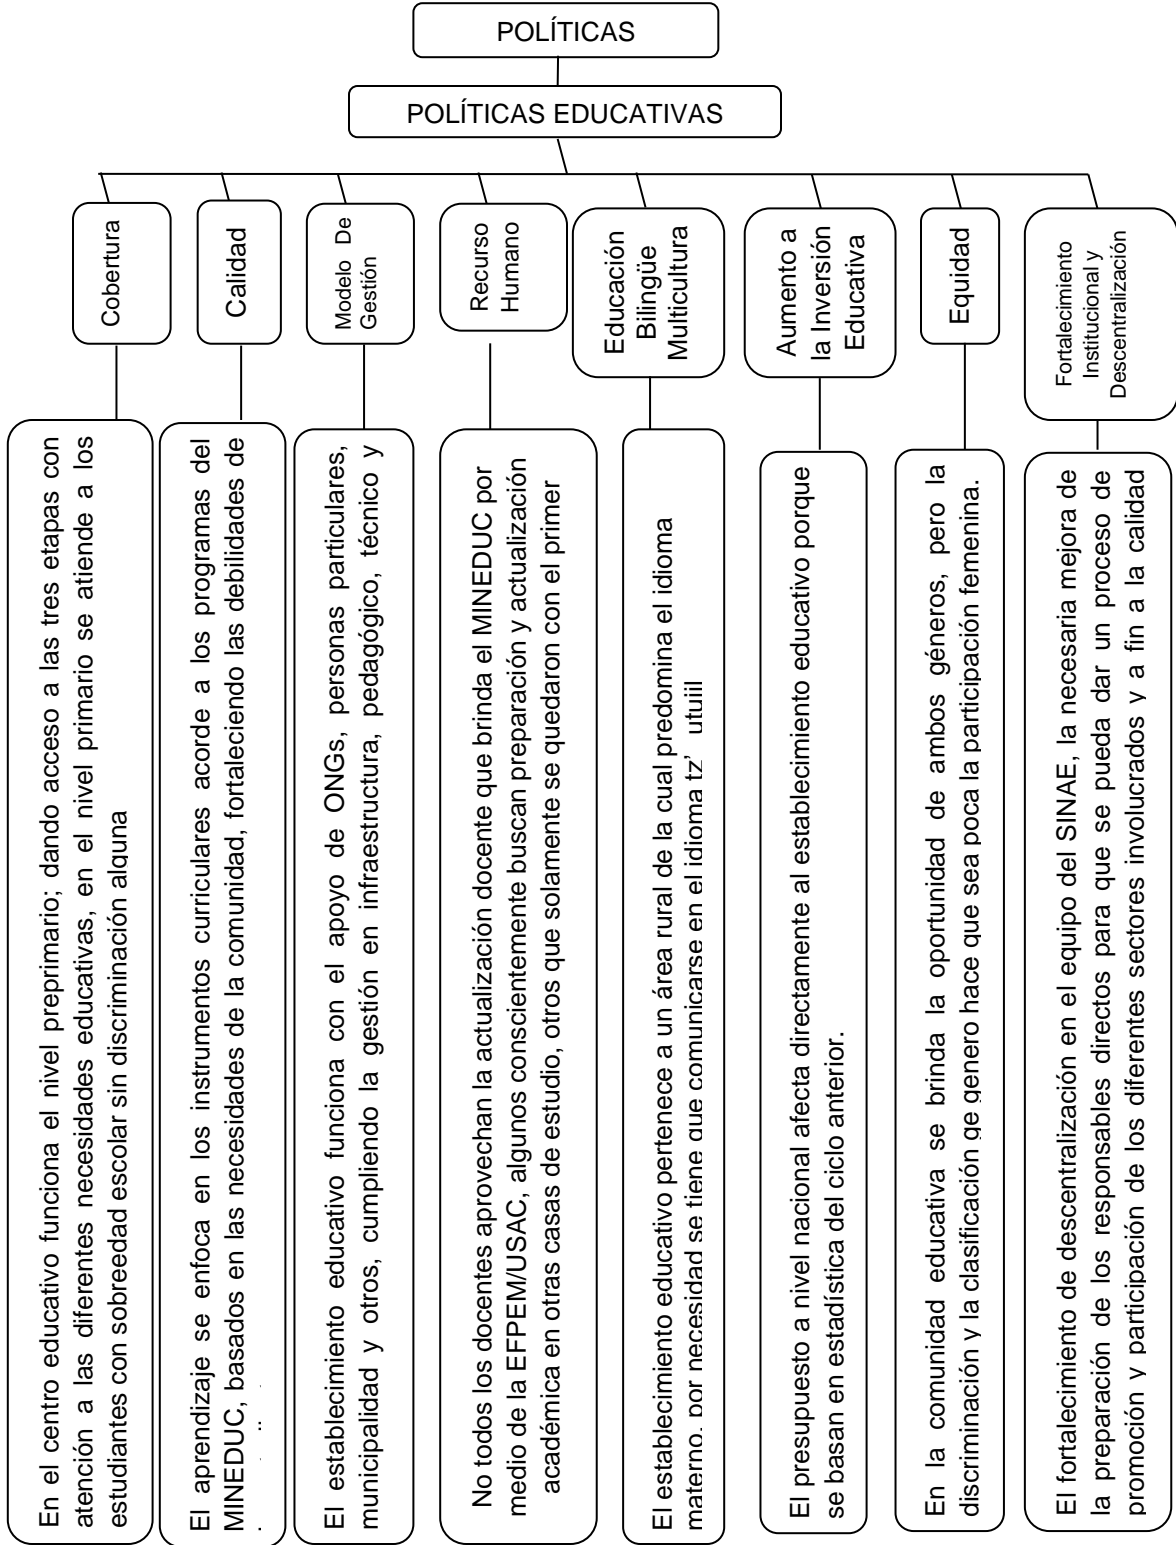 POLÍTICAS
POLÍTICAS EDUCATIVAS
Cobertura
Calidad
Modelo De
Gestión
Recurso
Humano
Educación
Bilingüe
Multicultura
Aumento a
la Inversión
Educativa
Equidad
Fortalecimiento
Institucional y
Descentralización
En el centro educativo funciona el nivel preprimario; dando acceso a las tres etapas con
atención a las diferentes necesidades educativas, en el nivel primario se atiende a los
estudiantes con sobreedad escolar sin discriminación alguna
El aprendizaje se enfoca en los instrumentos curriculares acorde a los programas del
MINEDUC, basados en las necesidades de la comunidad, fortaleciendo las debilidades de
El establecimiento educativo funciona con el apoyo de ONGs, personas particulares,
municipalidad y otros, cumpliendo la gestión en infraestructura, pedagógico, técnico y
No todos los docentes aprovechan la actualización docente que brinda el MINEDUC por
medio de la EFPEM/USAC, algunos conscientemente buscan preparación y actualización
académica en otras casas de estudio, otros que solamente se quedaron con el primer
El establecimiento educativo pertenece a un área rural de la cual predomina el idioma
materno, por necesidad se tiene que comunicarse en el idioma tz’
El presupuesto a nivel nacional afecta directamente al establecimiento educativo porque
se basan en estadística del ciclo anterior.
En la comunidad educativa se brinda la oportunidad de ambos géneros, pero la
discriminación y la clasificación ge genero hace que sea poca la participación femenina.
El fortalecimiento de descentralización en el equipo del SINAE, la necesaria mejora de
la preparación de los responsables directos para que se pueda dar un proceso de
promoción y participación de los diferentes sectores involucrados y a fin a la calidad